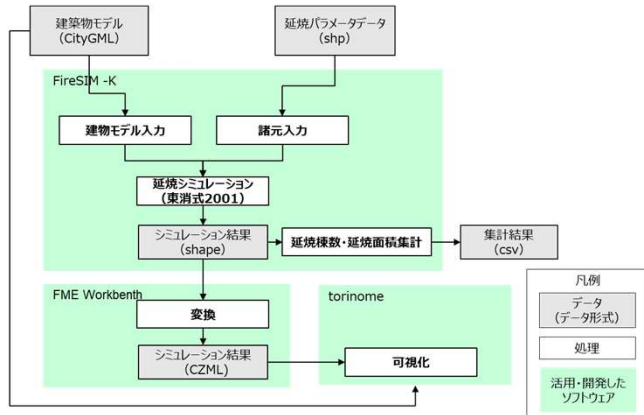 建築物モデル
（CityGML）
延焼パラメータデータ
（shp）
FireSIM -K
建物モデル入力
諸元入力
延焼シミュレーション
（東消式2001）
シミュレーション結果
（shape）
延焼棟数・延焼面積集計
集計結果
（csv）
FME Workbenth
変換
シミュレーション結果
（CZML）
torinome
可視化
凡例
データ
（データ形式）
処理
活用・開発した
ソフトウェア